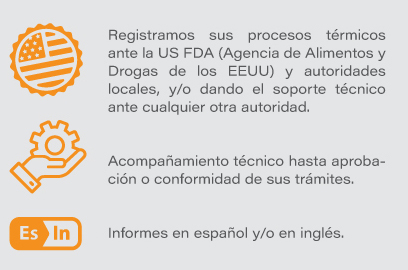 Registramos sus procesos térmicos
ante la US FDA (Agencia de Alimentos y
Drogas de los EEUU) y autoridades
locales, y/o dando el soporte técnico
ante cualquier otra autoridad.
Acompañamiento técnico hasta aproba-
ción o conformidad de sus trámites.
Es In
Informes en español y/o en inglés.